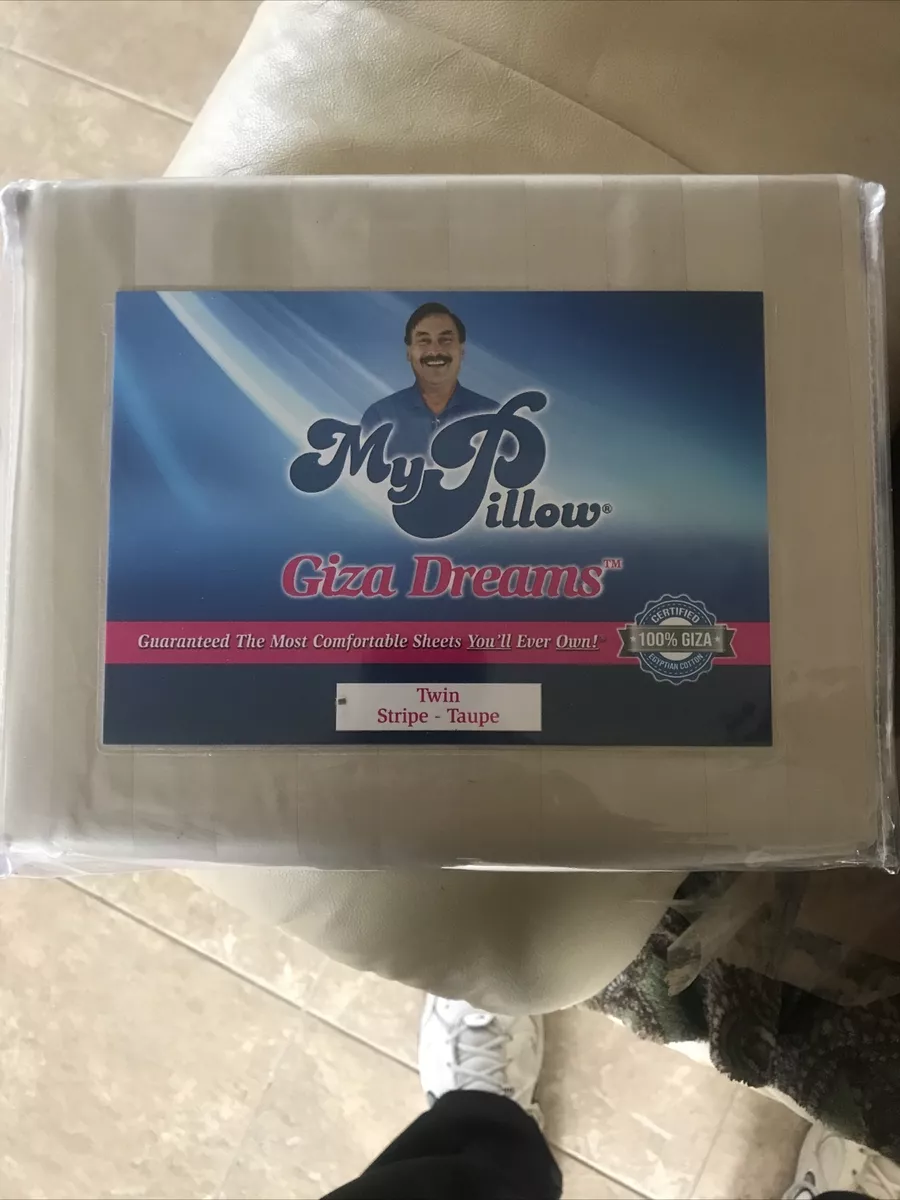 MyPillow®
Giza Dreams™
Guaranteed The Most Comfortable Sheets You'll Ever Own!
CERTIFIED
100% GIZA
EGYPTIAN COTTON
Twin
Stripe - Taupe